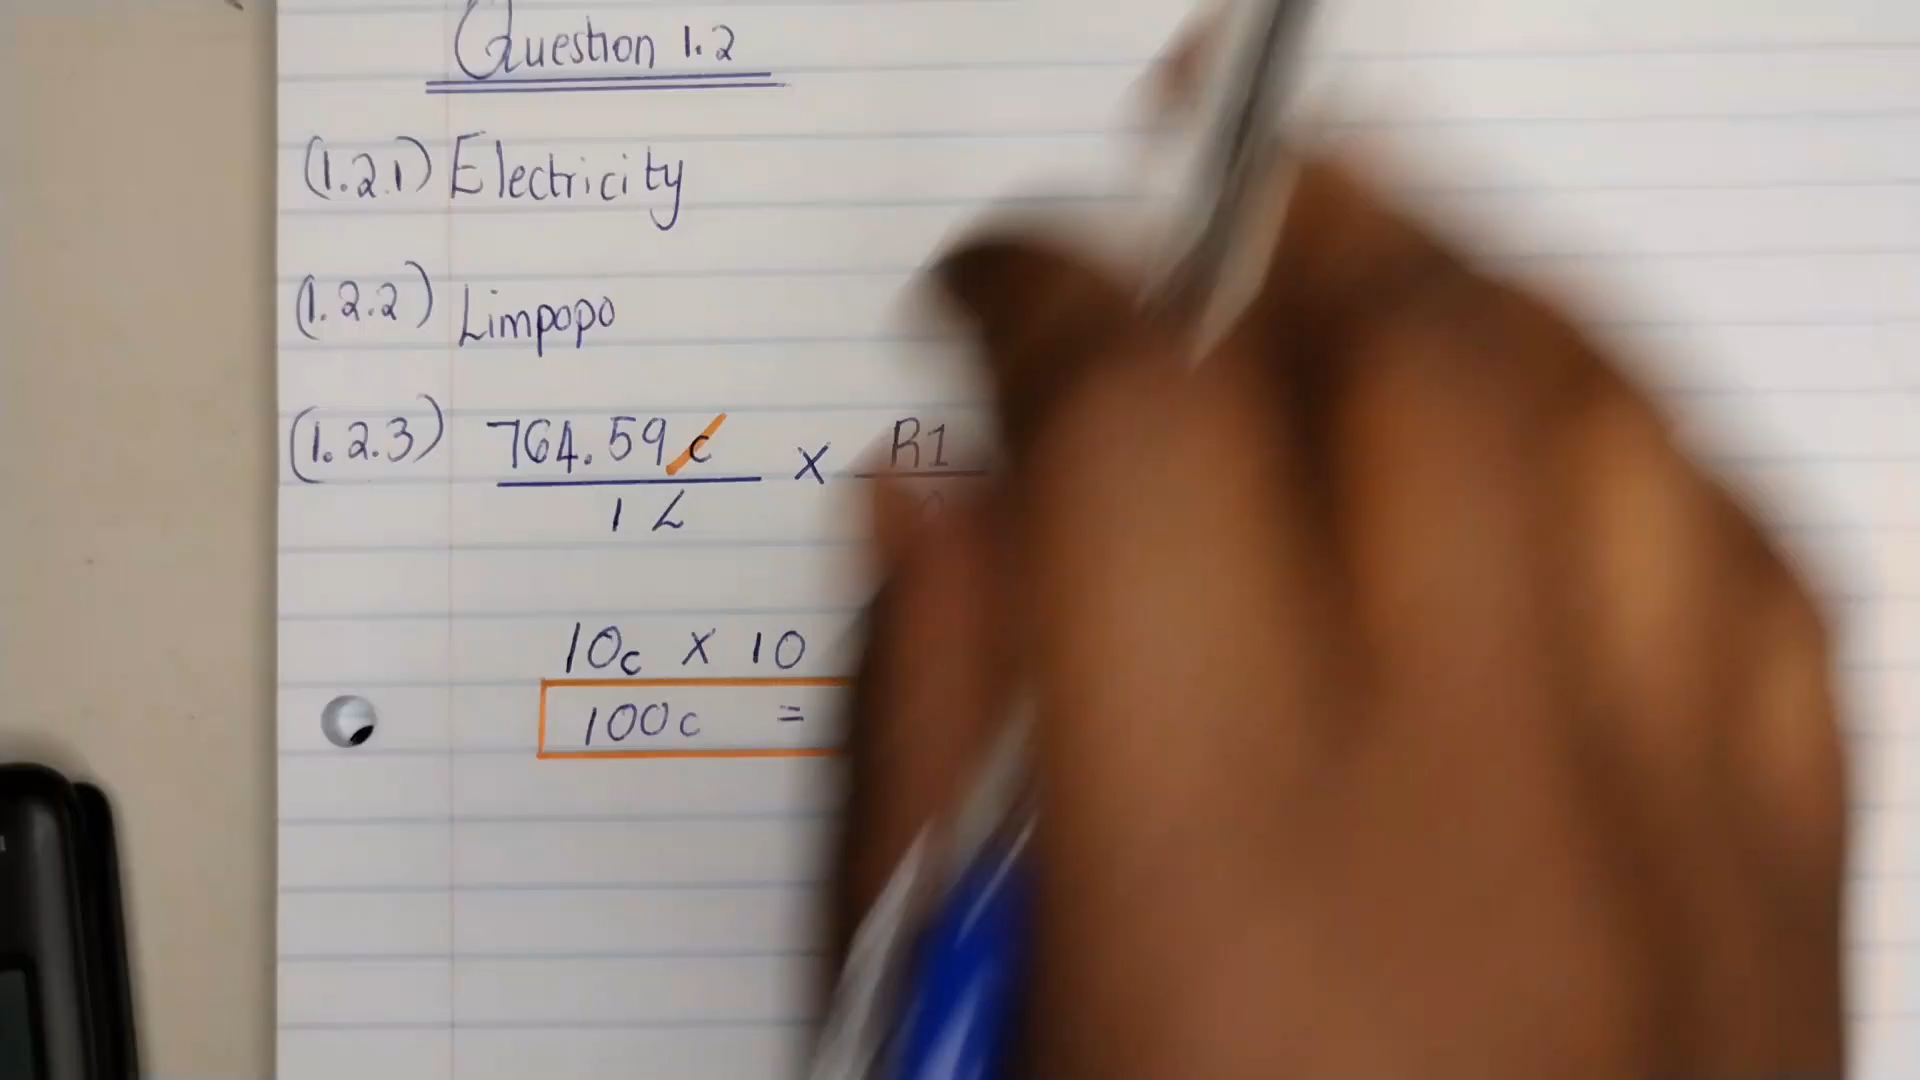 Question 1.2
(1.2.1) Electricity
(1.2.2) Limpopo
(1.2.3) 764.59c x R1
1 L
10c x 10
100c =